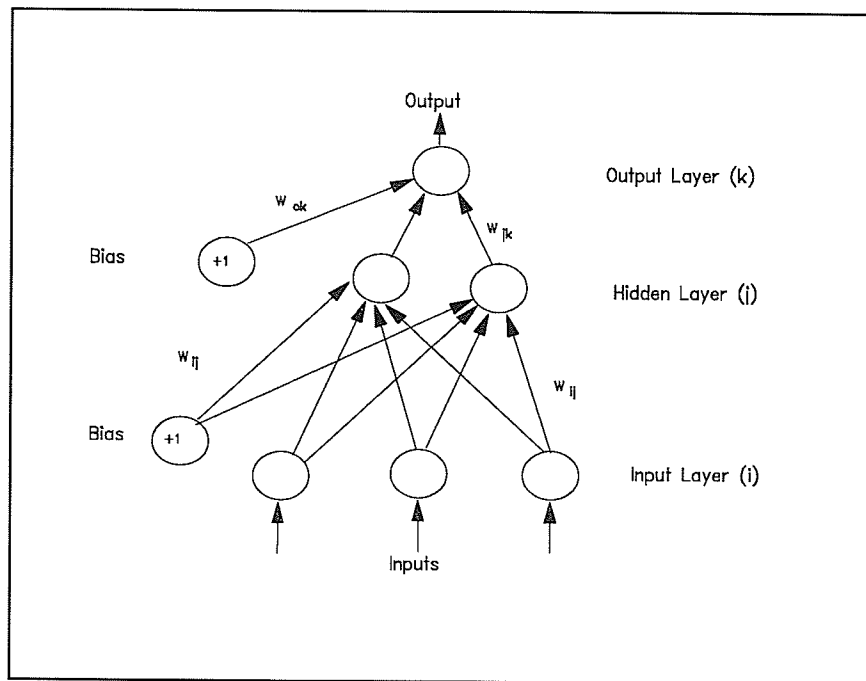 Output
Output Layer (k)
w ok
w jk
Bias
+1
Hidden Layer (j)
w ij
w ij
Bias
+1
Input Layer (i)
Inputs